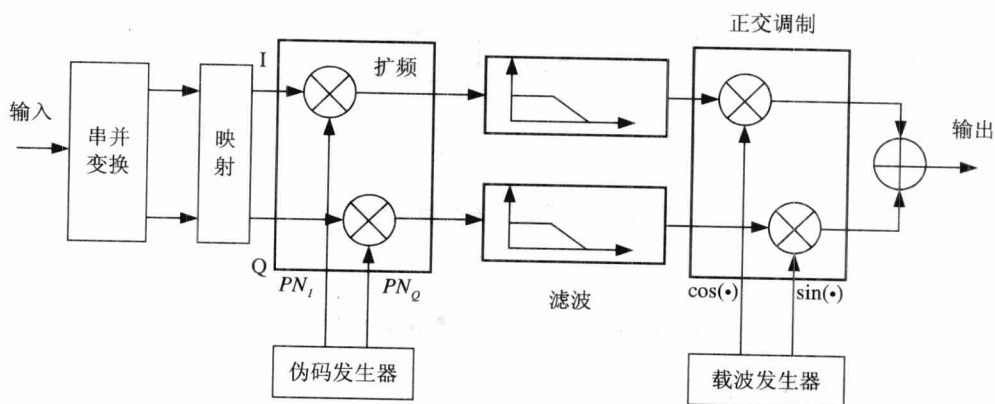 正交调制
I
扩频
输入
串并
变换
映
射
输出
Q
PN_I
PN_Q
滤波
cos(•)
sin(•)
伪码发生器
载波发生器